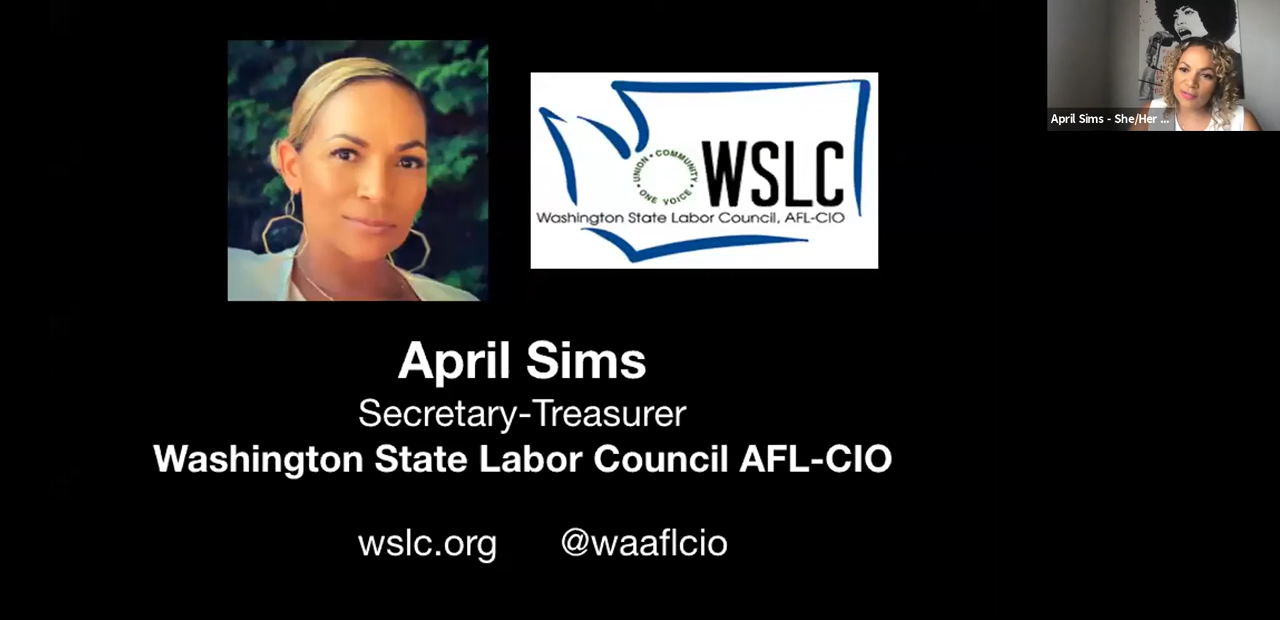 UNION • COMMUNITY • ONE VOICE •
WSLC
Washington State Labor Council, AFL-CIO
April Sims - She/Her ...
April Sims
Secretary-Treasurer
Washington State Labor Council AFL-CIO
wslc.org @waaflcio